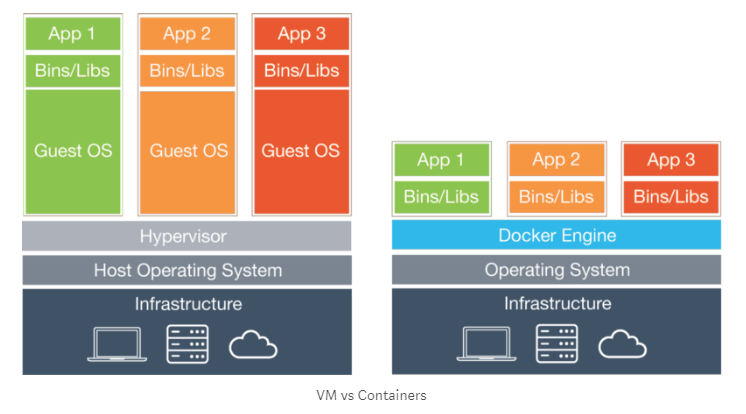 App 1
App 2
App 3
Bins/Libs
Bins/Libs
Bins/Libs
Guest OS
Guest OS
Guest OS
Hypervisor
Host Operating System
Infrastructure
App 1
App 2
App 3
Bins/Libs
Bins/Libs
Bins/Libs
Docker Engine
Operating System
Infrastructure
VM vs Containers